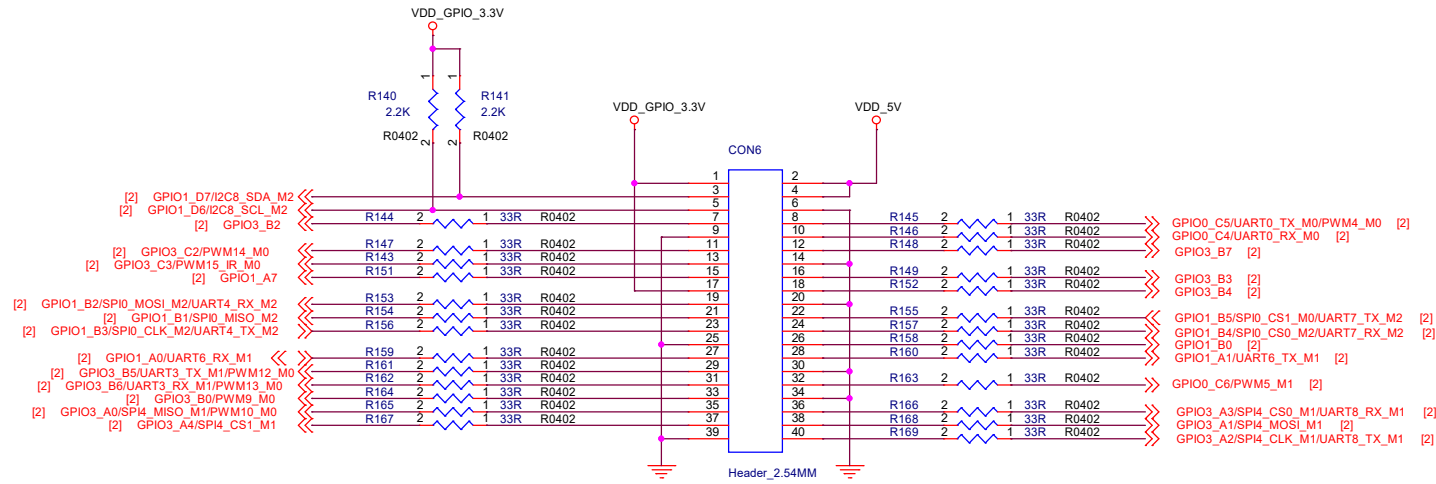 VDD_GPIO_3.3V
1 1
R140 R141
2.2K 2.2K
VDD_GPIO_3.3V VDD_5V
R0402 R0402
2 2
CON6
1 2
[2] GPIO1_D7/I2C8_SDA_M2 3 4
[2] GPIO1_D6/I2C8_SCL_M2 5 6
[2] GPIO3_B2 R144 2 1 33R R0402 7 8 R145 2 1 33R R0402 GPIO0_C5/UART0_TX_M0/PWM4_M0 [2]
9 10 R146 2 1 33R R0402 GPIO0_C4/UART0_RX_M0 [2]
[2] GPIO3_C2/PWM14_M0 R147 2 1 33R R0402 11 12 R148 2 1 33R R0402 GPIO3_B7 [2]
[2] GPIO3_C3/PWM15_IR_M0 R143 2 1 33R R0402 13 14
[2] GPIO1_A7 R151 2 1 33R R0402 15 16 R149 2 1 33R R0402 GPIO3_B3 [2]
17 18 R152 2 1 33R R0402 GPIO3_B4 [2]
[2] GPIO1_B2/SPI0_MOSI_M2/UART4_RX_M2 R153 2 1 33R R0402 19 20
[2] GPIO1_B1/SPI0_MISO_M2 R154 2 1 33R R0402 21 22 R155 2 1 33R R0402 GPIO1_B5/SPI0_CS1_M0/UART7_TX_M2 [2]
[2] GPIO1_B3/SPI0_CLK_M2/UART4_TX_M2 R156 2 1 33R R0402 23 24 R157 2 1 33R R0402 GPIO1_B4/SPI0_CS0_M2/UART7_RX_M2 [2]
25 26 R158 2 1 33R R0402 GPIO1_B0 [2]
[2] GPIO1_A0/UART6_RX_M1 R159 2 1 33R R0402 27 28 R160 2 1 33R R0402 GPIO1_A1/UART6_TX_M1 [2]
[2] GPIO3_B5/UART3_TX_M1/PWM12_M0 R161 2 1 33R R0402 29 30
[2] GPIO3_B6/UART3_RX_M1/PWM13_M0 R162 2 1 33R R0402 31 32 R163 2 1 33R R0402 GPIO0_C6/PWM5_M1 [2]
[2] GPIO3_B0/PWM9_M0 R164 2 1 33R R0402 33 34
[2] GPIO3_A0/SPI4_MISO_M1/PWM10_M0 R165 2 1 33R R0402 35 36 R166 2 1 33R R0402 GPIO3_A3/SPI4_CS0_M1/UART8_RX_M1 [2]
[2] GPIO3_A4/SPI4_CS1_M1 R167 2 1 33R R0402 37 38 R168 2 1 33R R0402 GPIO3_A1/SPI4_MOSI_M1 [2]
39 40 R169 2 1 33R R0402 GPIO3_A2/SPI4_CLK_M1/UART8_TX_M1 [2]
Header_2.54MM